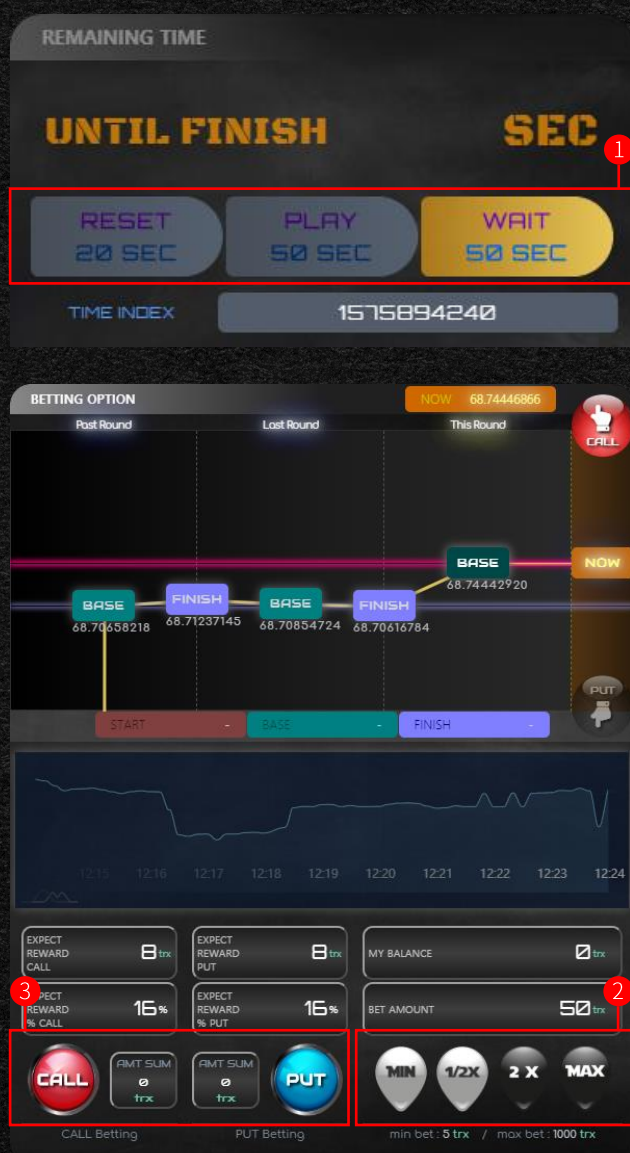 REMAINING TIME
UNTIL FINISH SEC
1
RESET PLAY WAIT
20 SEC 50 SEC 50 SEC
TIME INDEX 1575894240
BETTING OPTION NOW 68.74446866
Past Round Last Round This Round
CALL
BASE NOW
68.74442920
BASE FINISH BASE FINISH
68.70658218 68.71237145 68.70854724 68.70616784
PUT
START - BASE - FINISH -
12:15 12:16 12:17 12:18 12:19 12:20 12:21 12:22 12:23 12:24
EXPECT REWARD CALL 8 trx
EXPECT REWARD PUT 8 trx
MY BALANCE 0 trx
3
EXPECT REWARD % CALL 16 %
EXPECT REWARD % PUT 16 %
BET AMOUNT 50 trx
2
CALL AMT SUM 0 trx
AMT SUM 0 trx PUT
MIN 1/2X 2 X MAX
CALL Betting PUT Betting min bet : 5 trx / max bet : 1000 trx